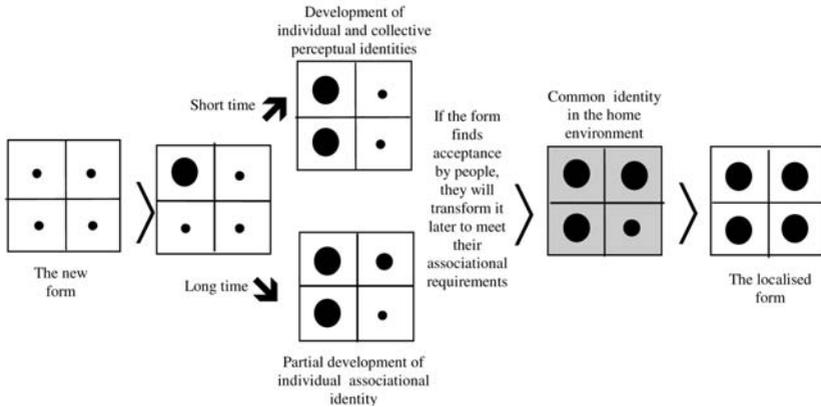 Development of
individual and collective
perceptual identities
Short time
The new
form
Long time
Partial development of
individual associational
identity
If the form
finds
acceptance
by people,
they will
transform it
later to meet
their
associational
requirements
Common identity
in the home
environment
The localised
form